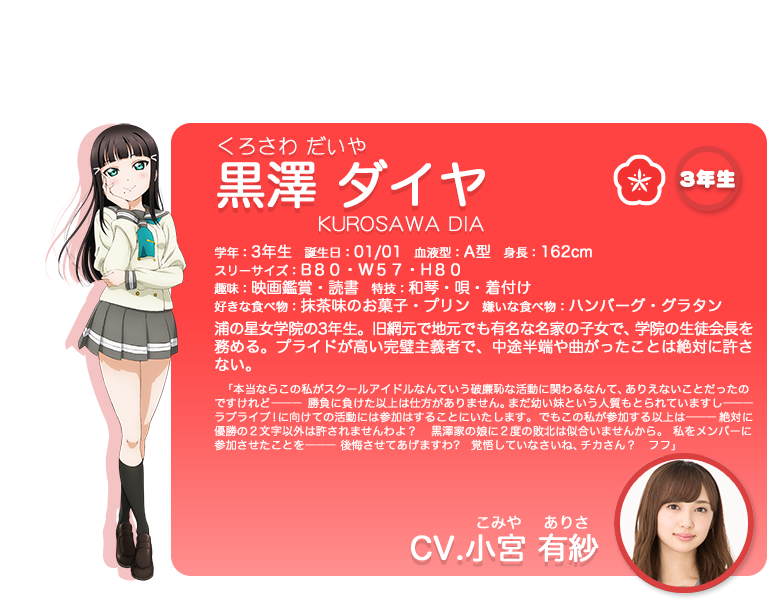 くろさわ だいや
黒澤 ダイヤ
KUROSAWA DIA
3年生
学年：3年生　誕生日：01/01　血液型：A型　身長：162cm
スリーサイズ：B８０・W５７・H８０
趣味：映画鑑賞・読書　特技：和琴・唄・着付け
好きな食べ物：抹茶味のお菓子・プリン　嫌いな食べ物：ハンバーグ・グラタン
浦の星女学院の3年生。旧網元で地元でも有名な名家の子女で、学院の生徒会長を
務める。プライドが高い完璧主義者で、中途半端や曲がったことは絶対に許さ
ない。
「本当ならこの私がスクールアイドルなんていう破廉恥な活動に関わるなんて、ありえないことだったの
ですけれど――― 勝負に負けた以上は仕方がありません。まだ幼い妹という人質もとられていますし―――
ラブライブ！に向けての活動には参加はすることにいたします。でもこの私が参加する以上は――― 絶対に
優勝の２文字以外は許されませんわよ？　黒澤家の娘に２度の敗北は似合いませんから。 私をメンバーに
参加させたことを――― 後悔させてあげますわ?　覚悟していなさいね、チカさん？　フフ」
こみや　ありさ
CV.小宮 有紗